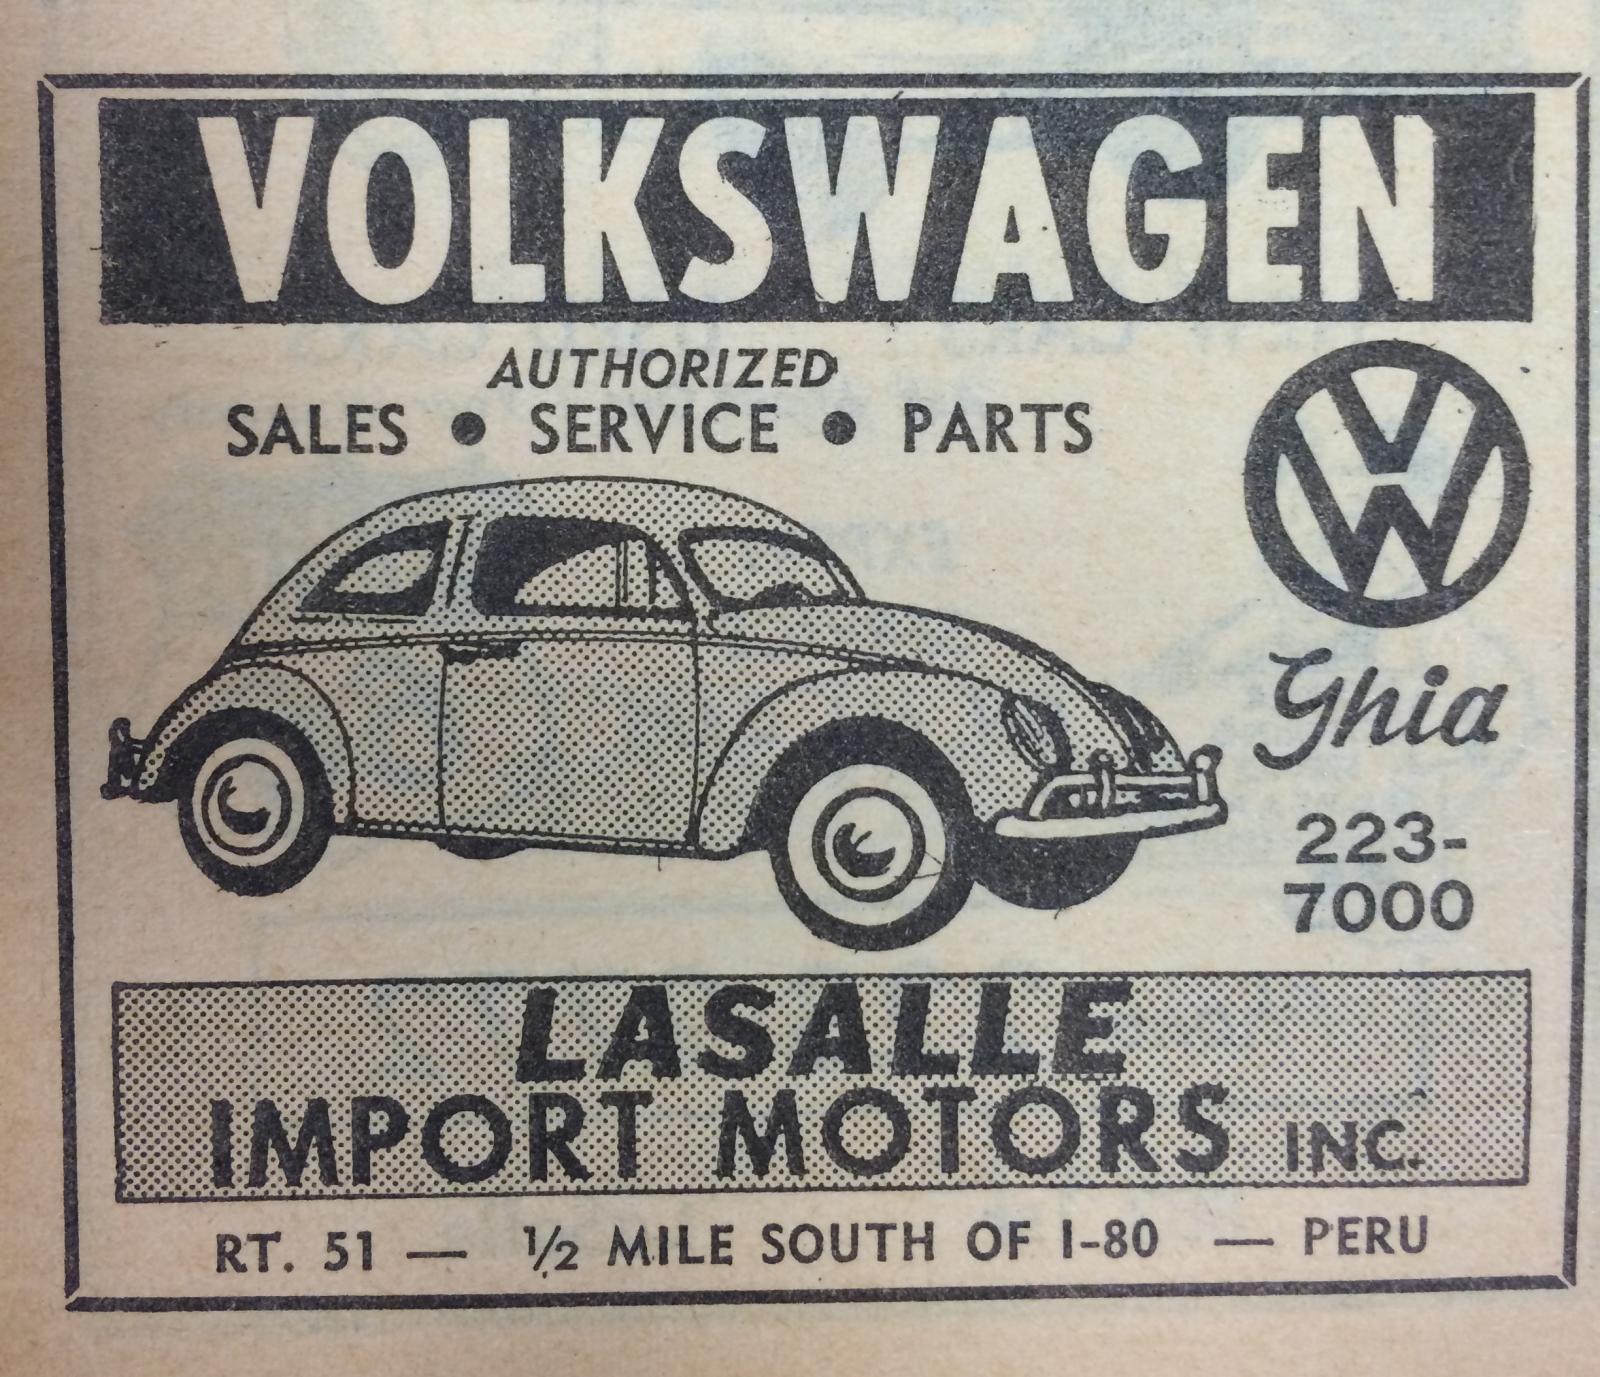 VOLKSWAGEN
AUTHORIZED
SALES • SERVICE • PARTS
VW
Ghia
223-
7000
LASALLE
IMPORT MOTORS INC.
RT. 51 — 1/2 MILE SOUTH OF I-80 — PERU